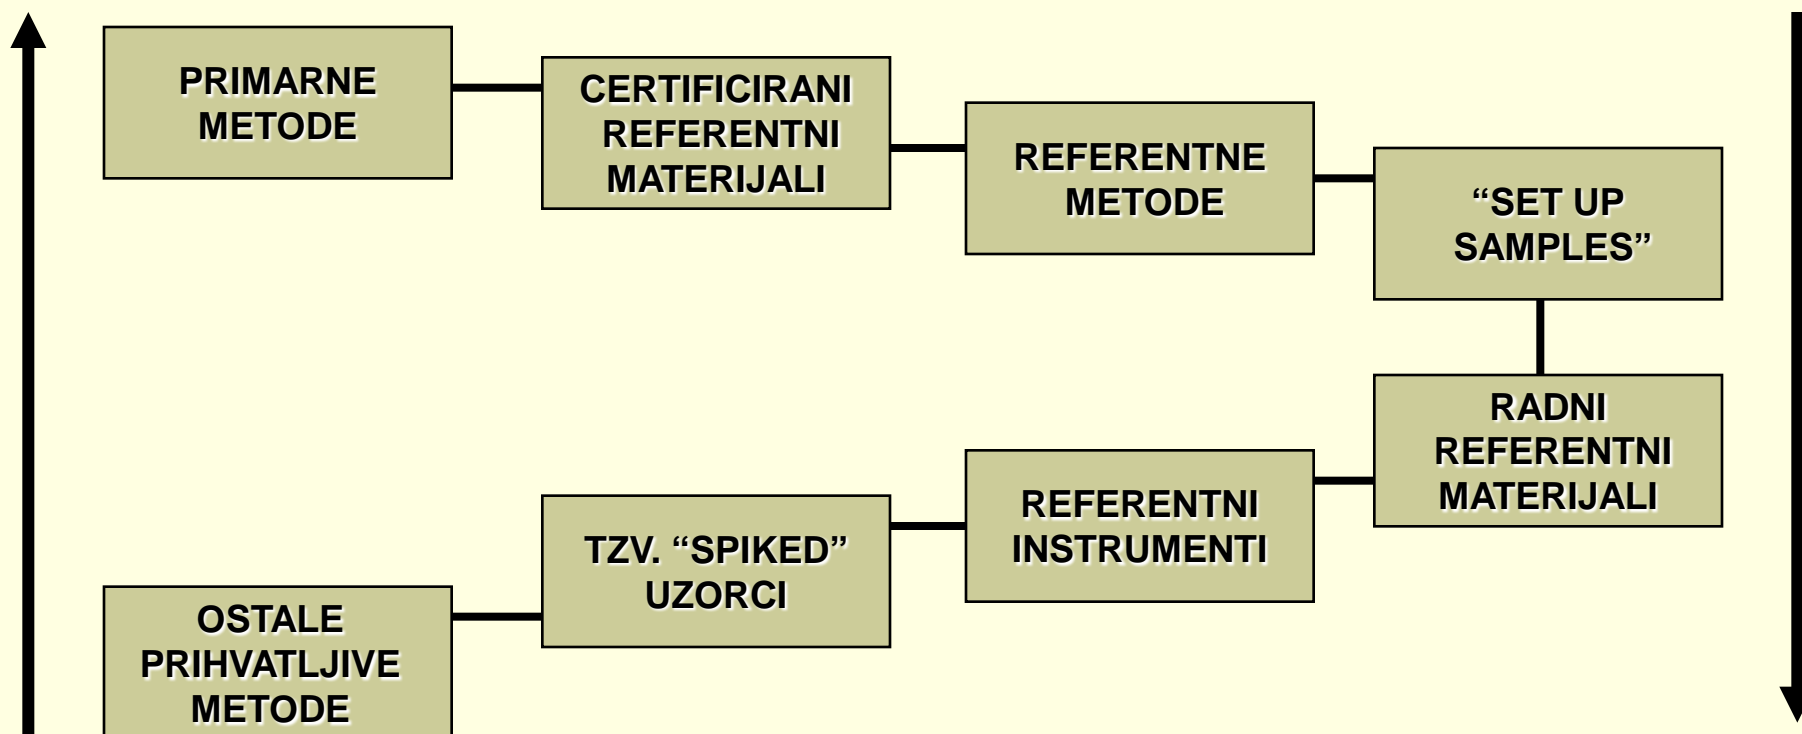 PRIMARNE
METODE
CERTIFICIRANI
REFERENTNI
MATERIJALI
REFERENTNE
METODE
“SET UP
SAMPLES”
RADNI
REFERENTNI
MATERIJALI
REFERENTNI
INSTRUMENTI
TZV. “SPIKED”
UZORCI
OSTALE
PRIHVATLJIVE
METODE